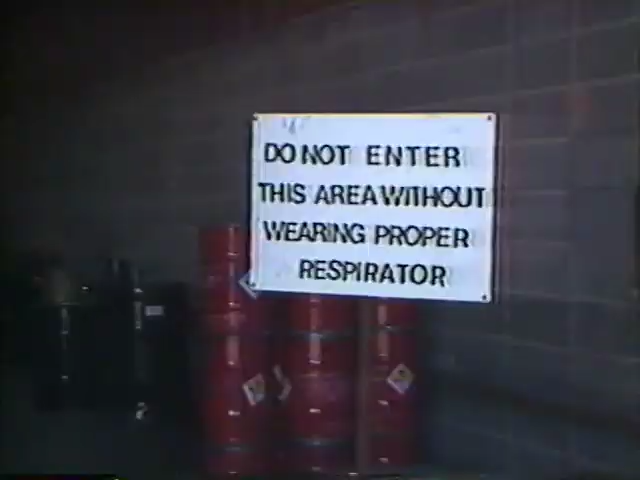 DO NOT ENTER
THIS AREA WITHOUT
WEARING PROPER
RESPIRATOR